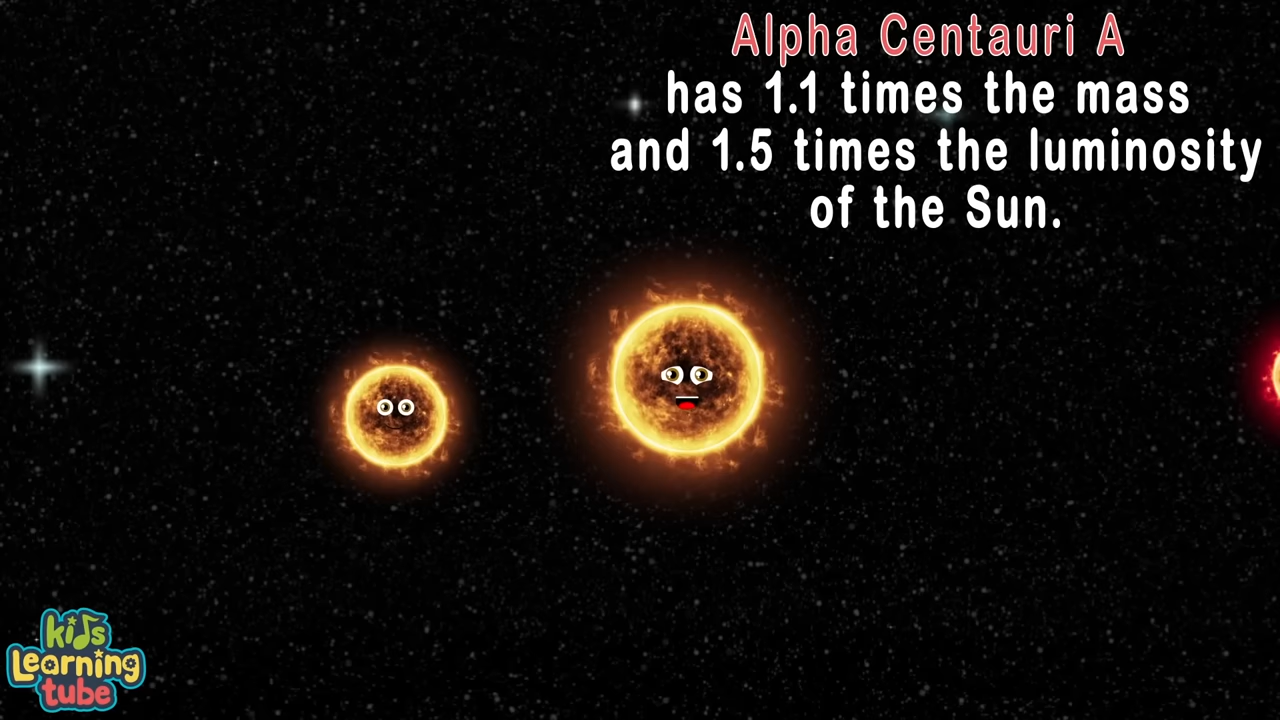 Alpha Centauri A
has 1.1 times the mass
and 1.5 times the luminosity
of the Sun.
kids
Learning
tube